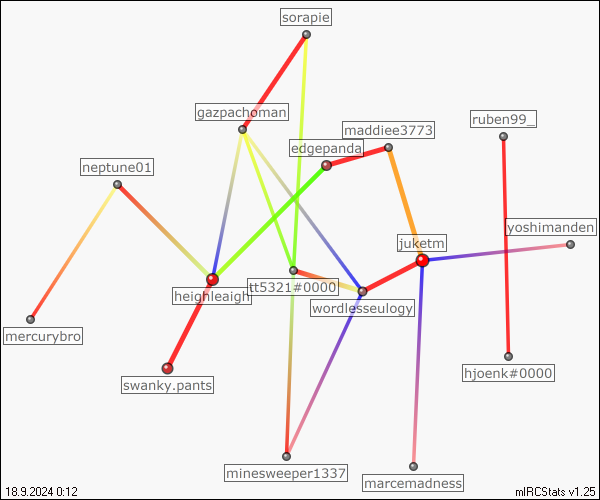 sorapie
gazpachoman
ruben99_
maddiee3773
edgepanda
neptune01
yoshimanden
juketm
tt5321#0000
heighleaigh
wordlesseulogy
mercurybro
hjoenk#0000
swanky.pants
minesweeper1337
marcemadness
18.9.2024 0:12
mIRCStats v1.25